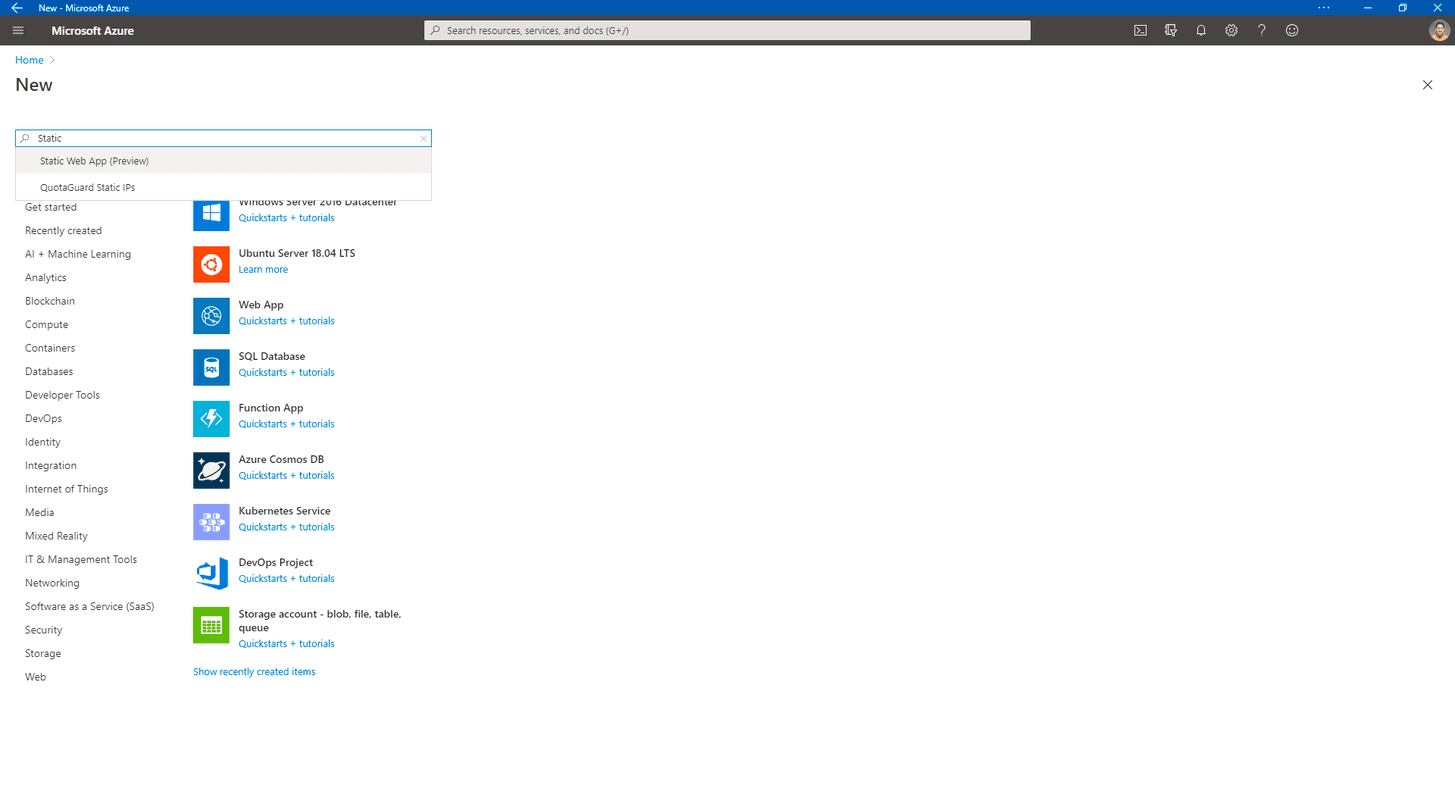 New - Microsoft Azure
Microsoft Azure
Search resources, services, and docs (G+/)
Home
New
Static
Static Web App (Preview)
QuotaGuard Static IPs
Get started
Recently created
AI + Machine Learning
Analytics
Blockchain
Compute
Containers
Databases
Developer Tools
DevOps
Identity
Integration
Internet of Things
Media
Mixed Reality
IT & Management Tools
Networking
Software as a Service (SaaS)
Security
Storage
Web
Windows Server 2016 Datacenter
Quickstarts + tutorials
Ubuntu Server 18.04 LTS
Learn more
Web App
Quickstarts + tutorials
SQL
SQL Database
Quickstarts + tutorials
Function App
Quickstarts + tutorials
Azure Cosmos DB
Quickstarts + tutorials
Kubernetes Service
Quickstarts + tutorials
DevOps Project
Quickstarts + tutorials
Storage account - blob, file, table,
queue
Quickstarts + tutorials
Show recently created items